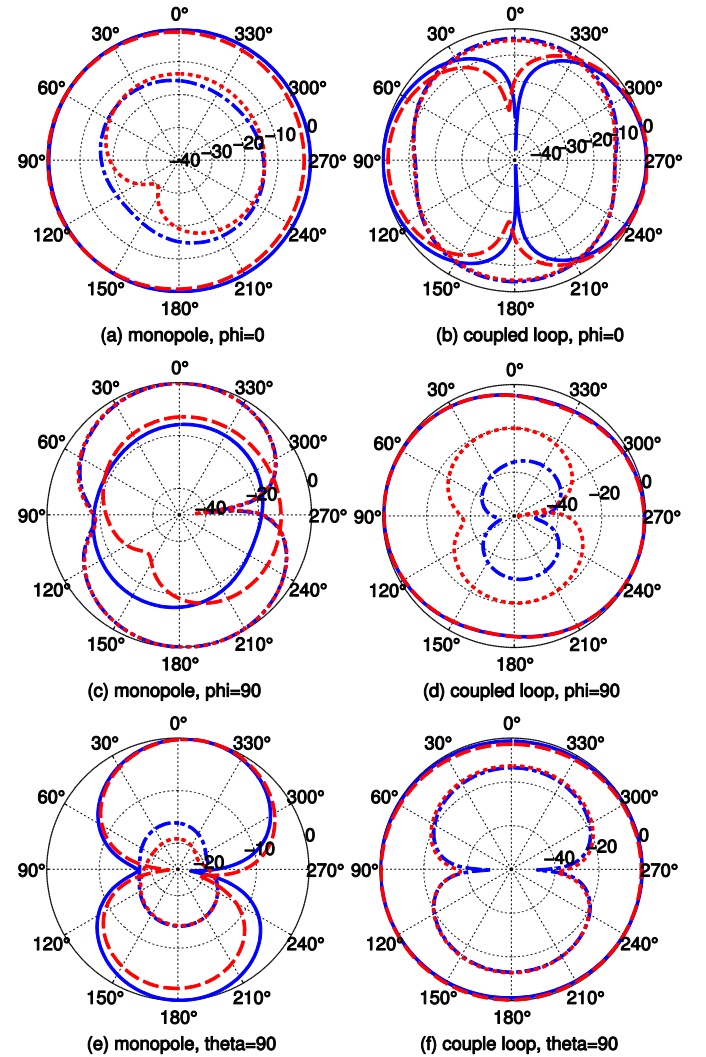 0° 0°
30° 330° 30° 330°
60° 300° 60° 300°
0 0
−10 −10
−20 −20
−30 −30
−40 −40
90° 270° 90° 270°
120° 240° 120° 240°
150° 210° 150° 210°
180° 180°
(a) monopole, phi=0 (b) coupled loop, phi=0
0° 0°
30° 330° 30° 330°
60° 300° 60° 300°
0 0
−20 −20
−40 −40
90° 270° 90° 270°
120° 240° 120° 240°
150° 210° 150° 210°
180° 180°
(c) monopole, phi=90 (d) coupled loop, phi=90
0° 0°
30° 330° 30° 330°
60° 300° 60° 300°
0 0
−10 −20
−20 −40
90° 270° 90° 270°
120° 240° 120° 240°
150° 210° 150° 210°
180° 180°
(e) monopole, theta=90 (f) couple loop, theta=90